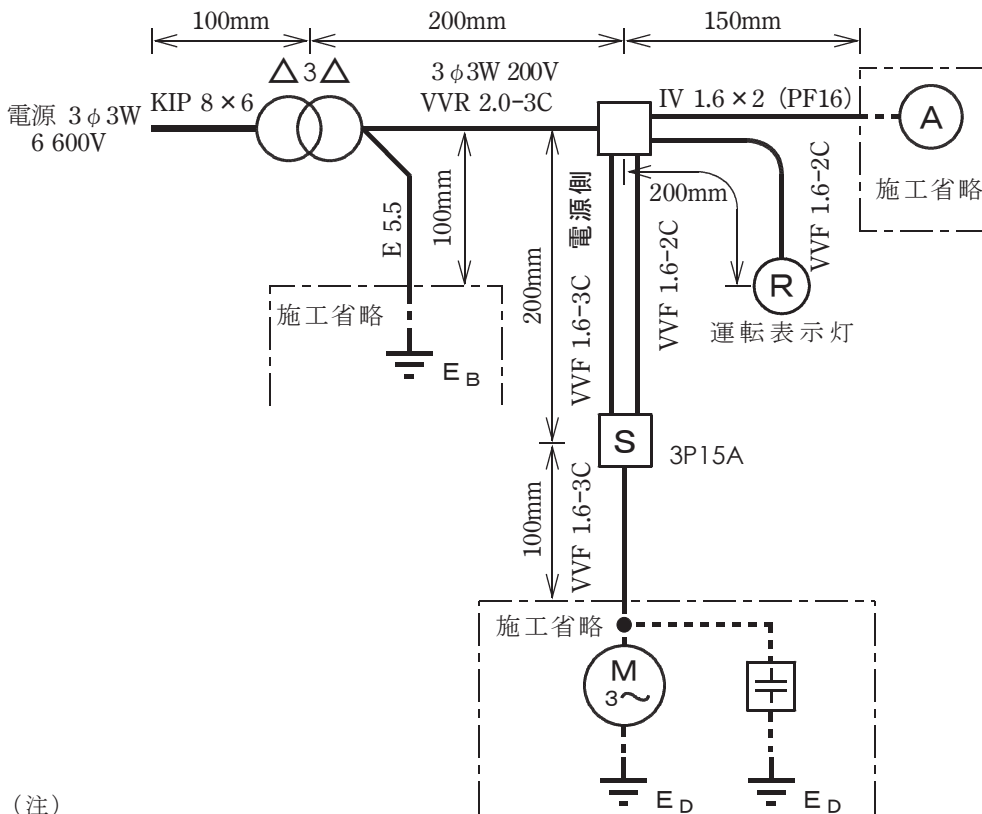 100mm
200mm
150mm
電源 3φ3W
6 600V
KIP 8×6
△3△
3φ3W 200V
VVR 2.0-3C
IV 1.6×2 (PF16)
A
施工省略
E 5.5
100mm
200mm
電源側
VVF 1.6-3C
VVF 1.6-2C
200mm
VVF 1.6-2C
R
運転表示灯
施工省略
EB
S
3P15A
100mm
VVF 1.6-3C
施工省略
M
3～
ED
ED
(注)